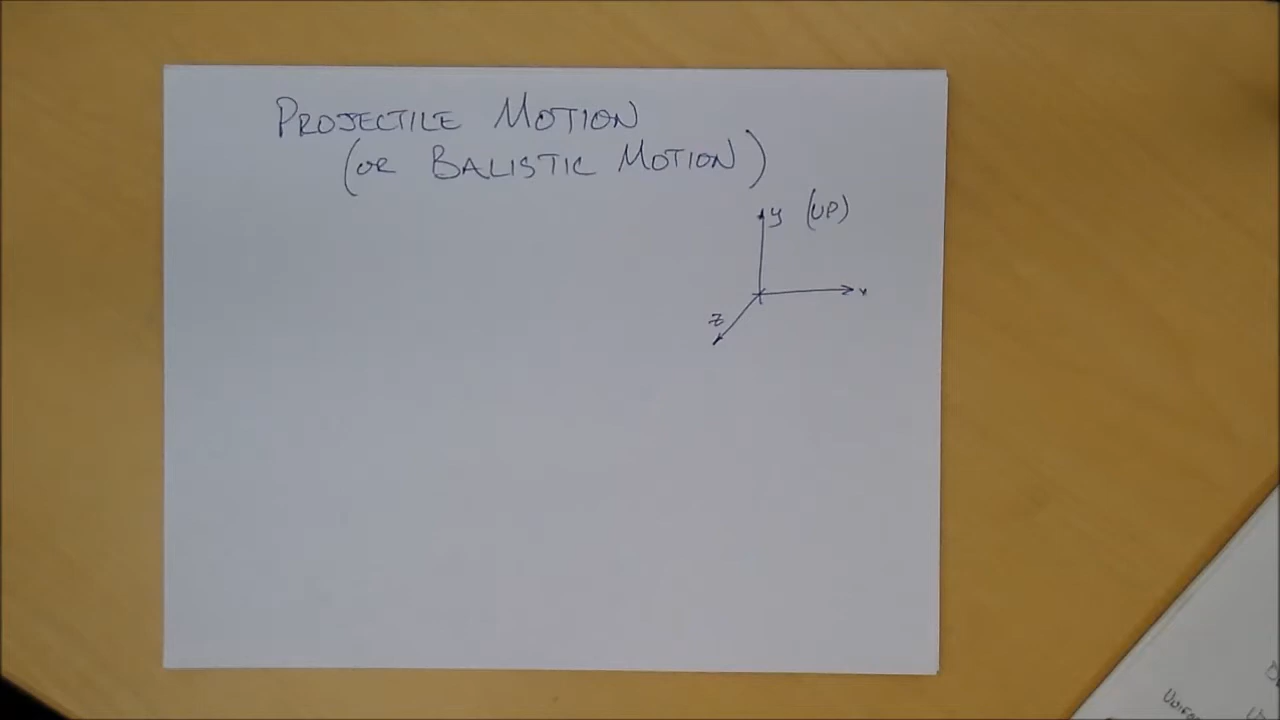 PROJECTILE MOTION
(OR BALISTIC MOTION)
y (UP)
x
z